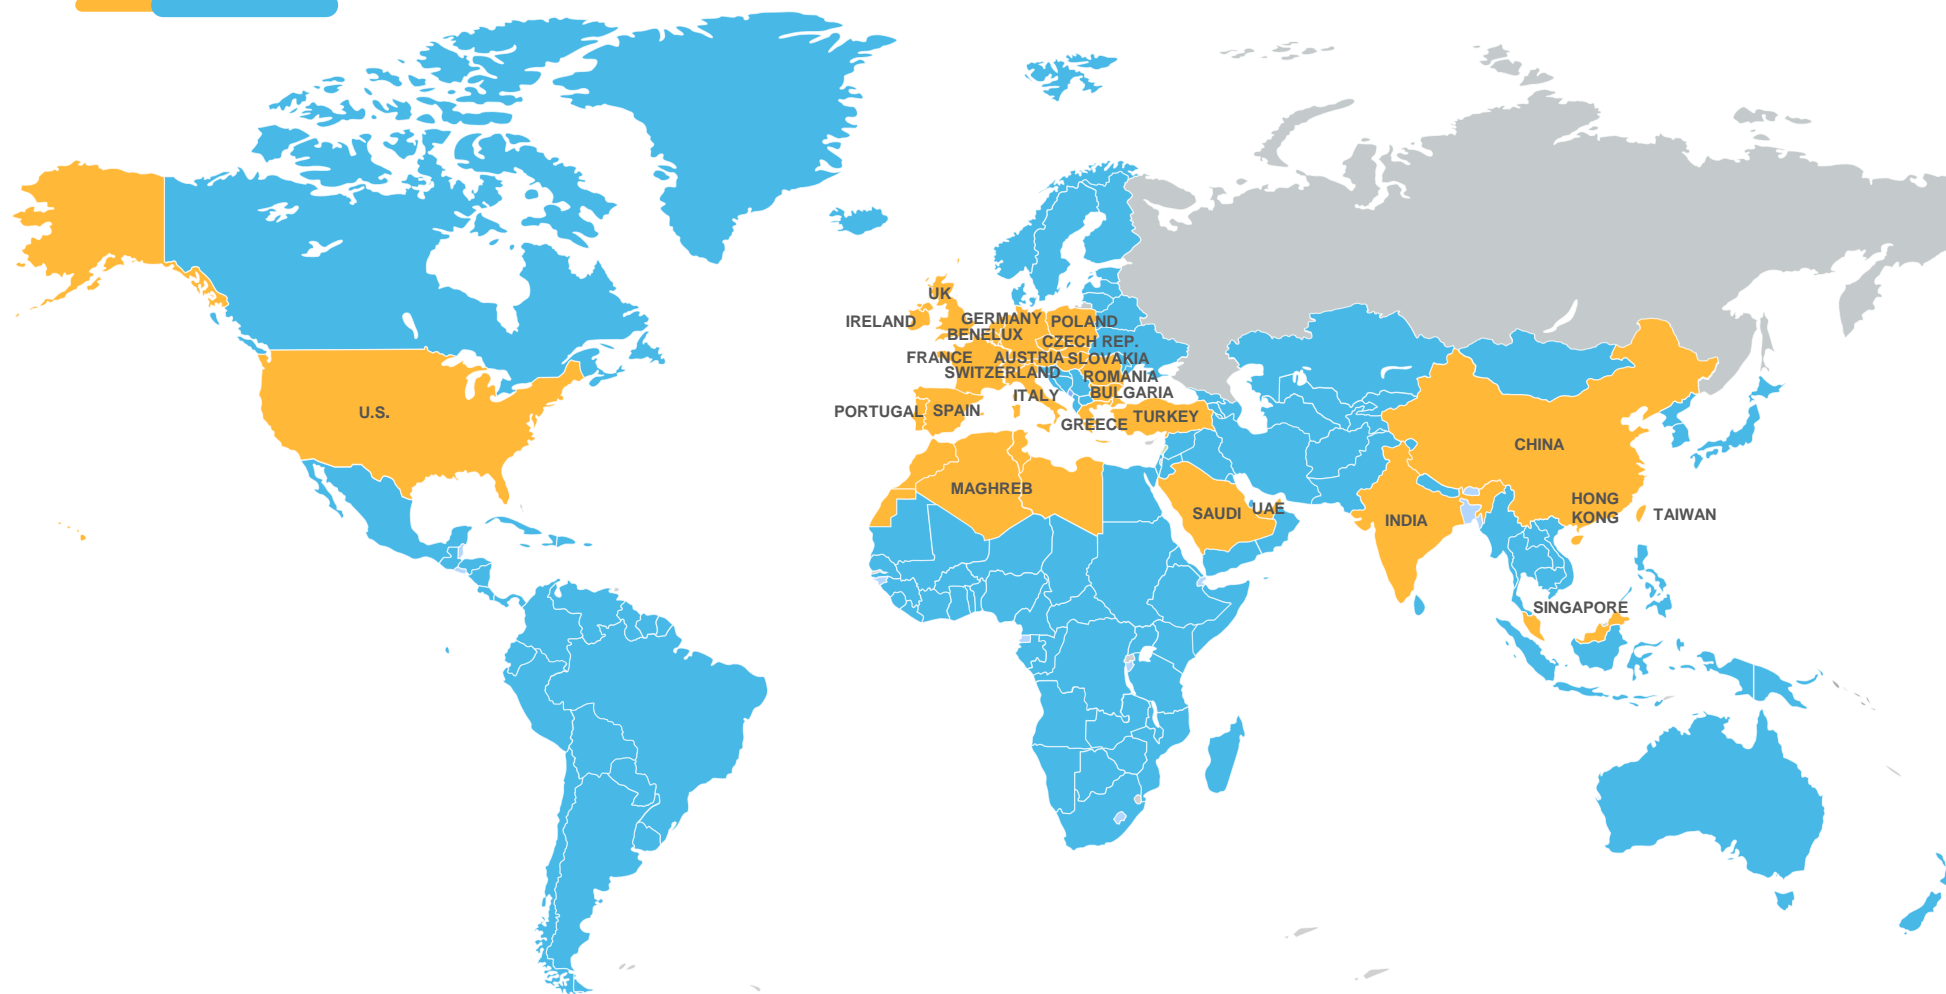 UK
IRELAND
GERMANY
POLAND
BENELUX
CZECH REP.
FRANCE
AUSTRIA
SLOVAKIA
SWITZERLAND
ROMANIA
ITALY
BULGARIA
PORTUGAL
SPAIN
GREECE
TURKEY
U.S.
CHINA
MAGHREB
SAUDI
UAE
INDIA
HONG
KONG
TAIWAN
SINGAPORE